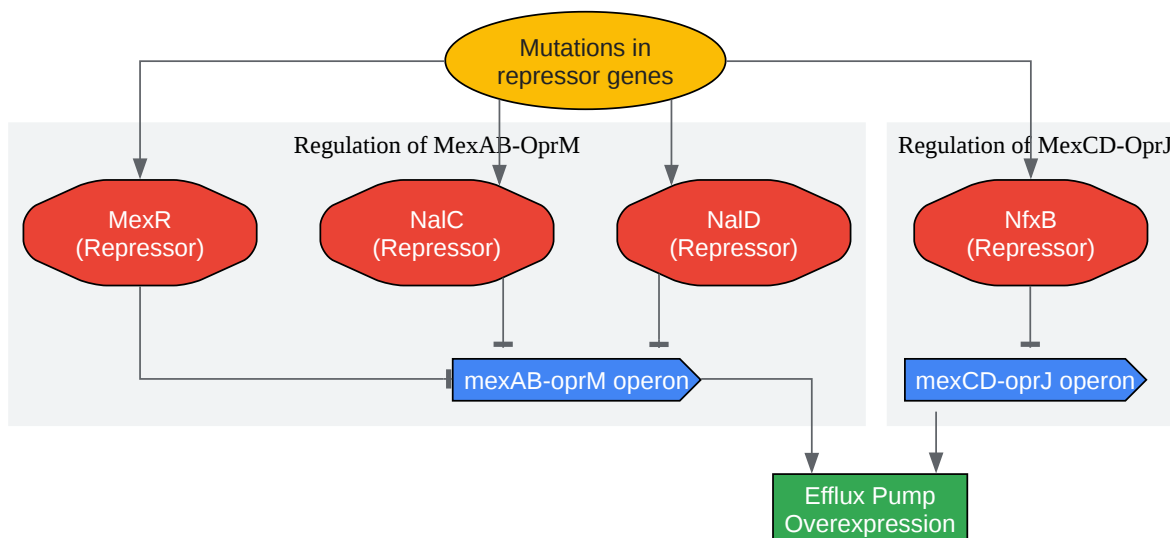 Mutations in
repressor genes
Regulation of MexAB-OprM
Regulation of MexCD-OprJ
MexR
(Repressor)
NalC
(Repressor)
NalD
(Repressor)
NfxB
(Repressor)
mexAB-oprM operon
mexCD-oprJ operon
Efflux Pump
Overexpression